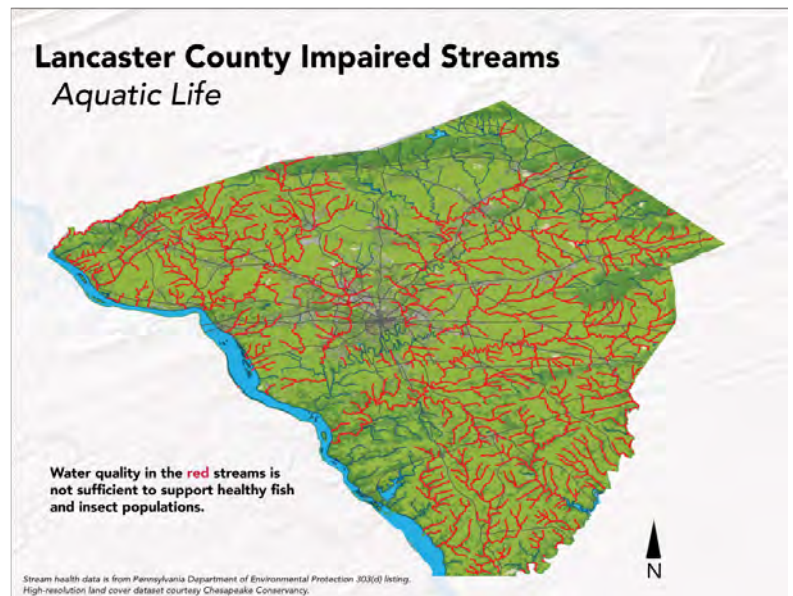 Lancaster County Impaired Streams
Aquatic Life
Water quality in the red streams is
not sufficient to support healthy fish
and insect populations.
N
Stream health data is from Pennsylvania Department of Environmental Protection 303(d) listing.
High-resolution land cover dataset courtesy Chesapeake Conservancy.